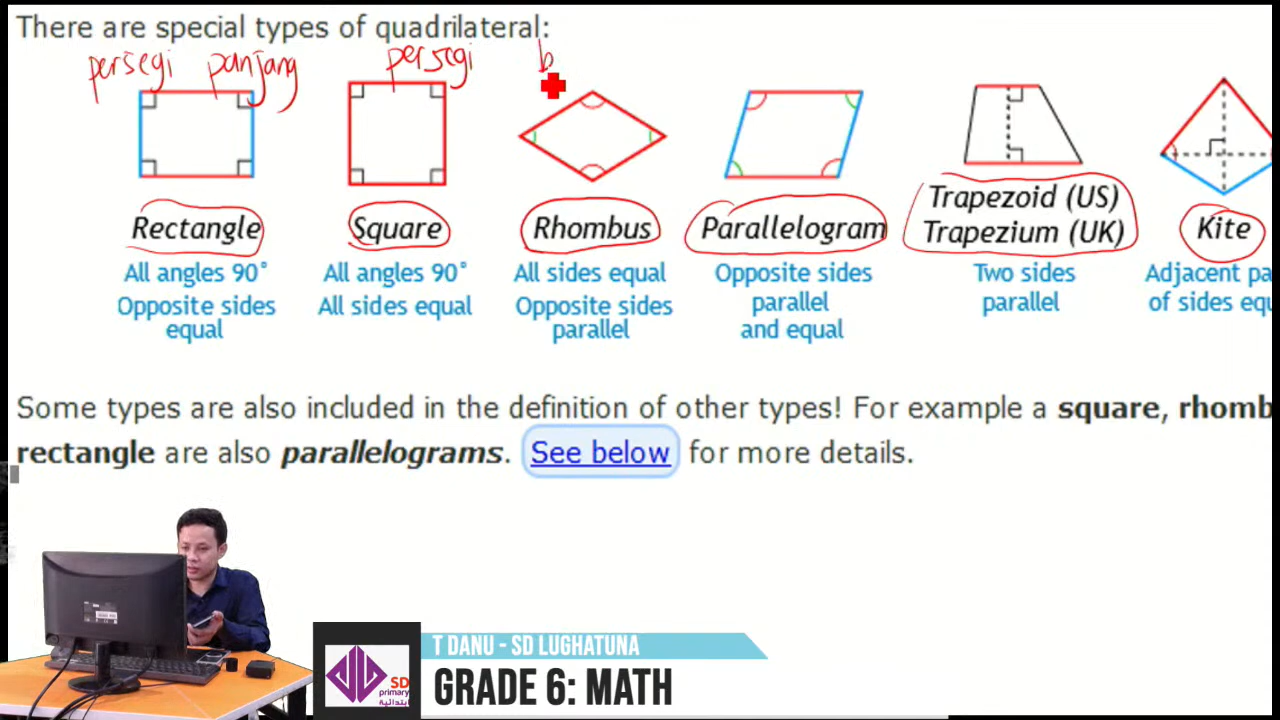 There are special types of quadrilateral:
persegi panjang
persegi
b
Rectangle
All angles 90°
Opposite sides
equal
Square
All angles 90°
All sides equal
Rhombus
All sides equal
Opposite sides
parallel
Parallelogram
Opposite sides
parallel
and equal
Trapezoid (US)
Trapezium (UK)
Two sides
parallel
Kite
Adjacent pa
of sides equ
Some types are also included in the definition of other types! For example a square, rhomb
rectangle are also parallelograms. See below for more details.
T DANU - SD LUGHATUNA
GRADE 6: MATH
SD
primary
ابتدائية